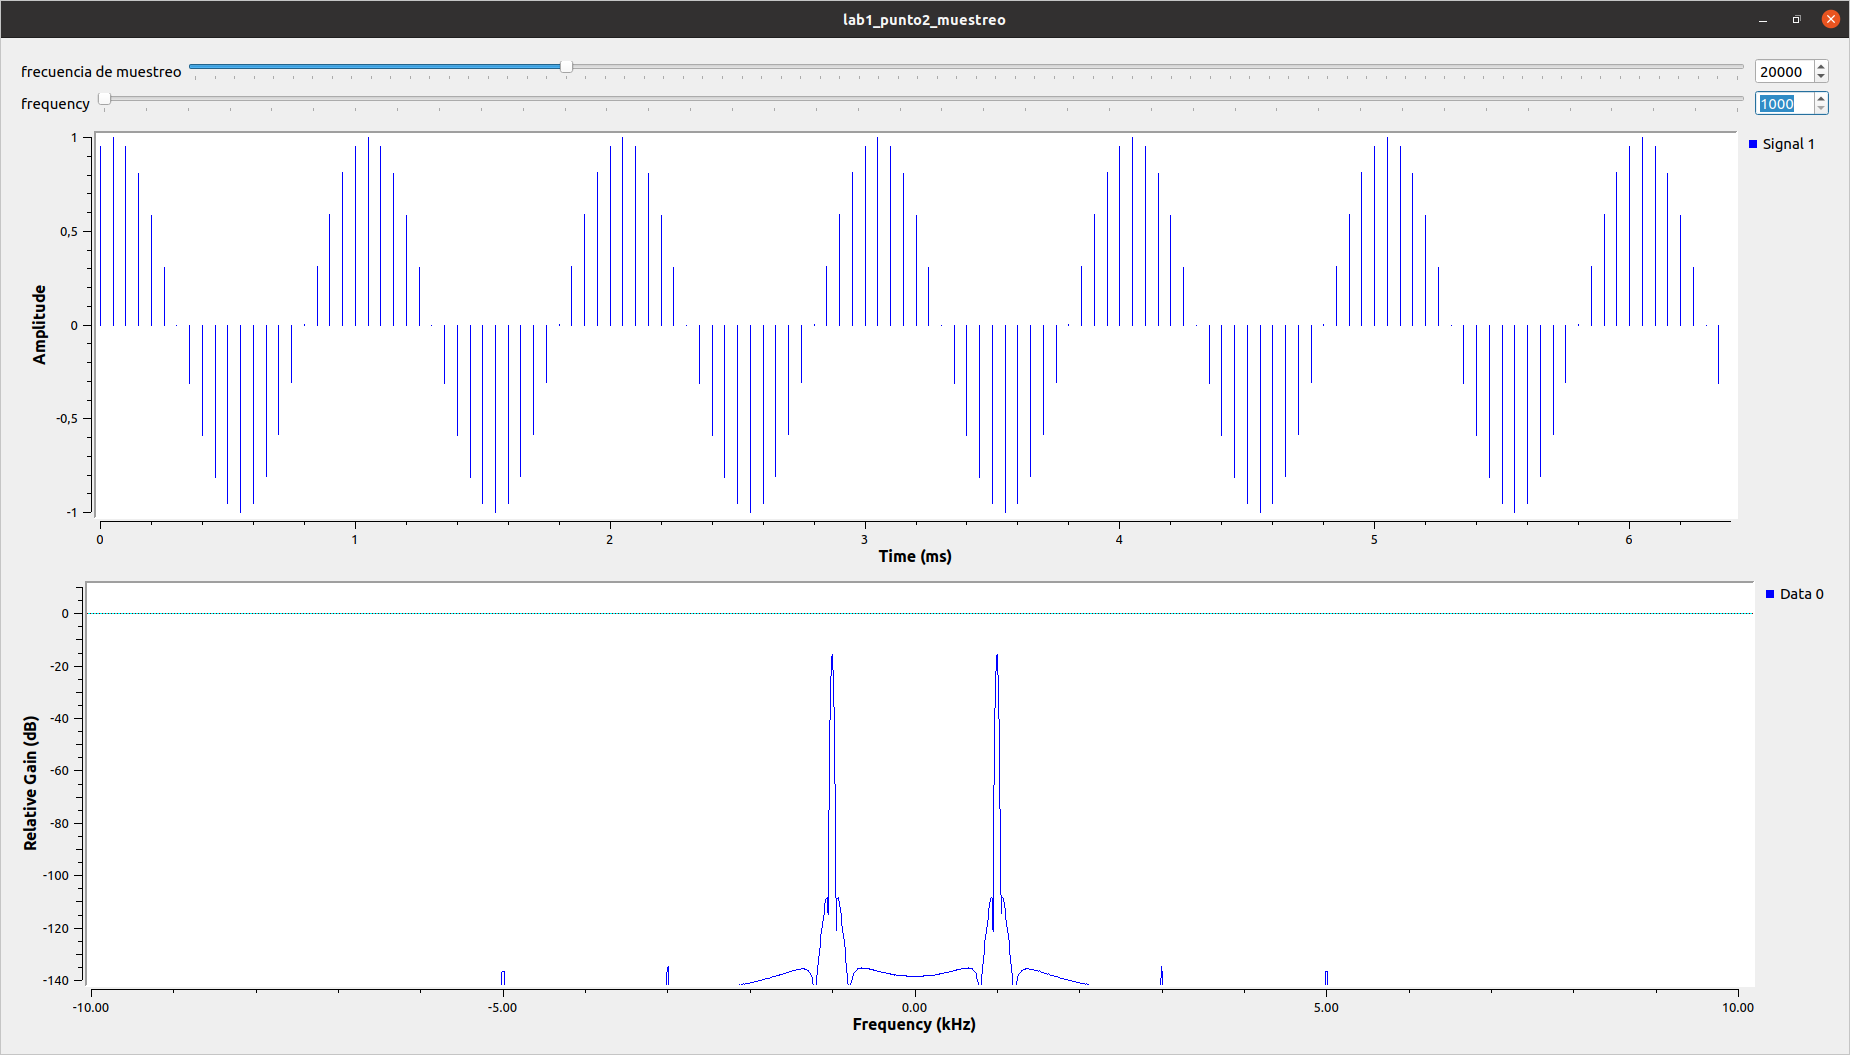 lab1_punto2_muestreo
frecuencia de muestreo 20000
frequency 1000
Signal 1
1
0,5
0
-0,5
-1
Amplitude
0 1 2 3 4 5 6
Time (ms)
Data 0
0
-20
-40
-60
-80
-100
-120
-140
Relative Gain (dB)
-10.00 -5.00 0.00 5.00 10.00
Frequency (kHz)